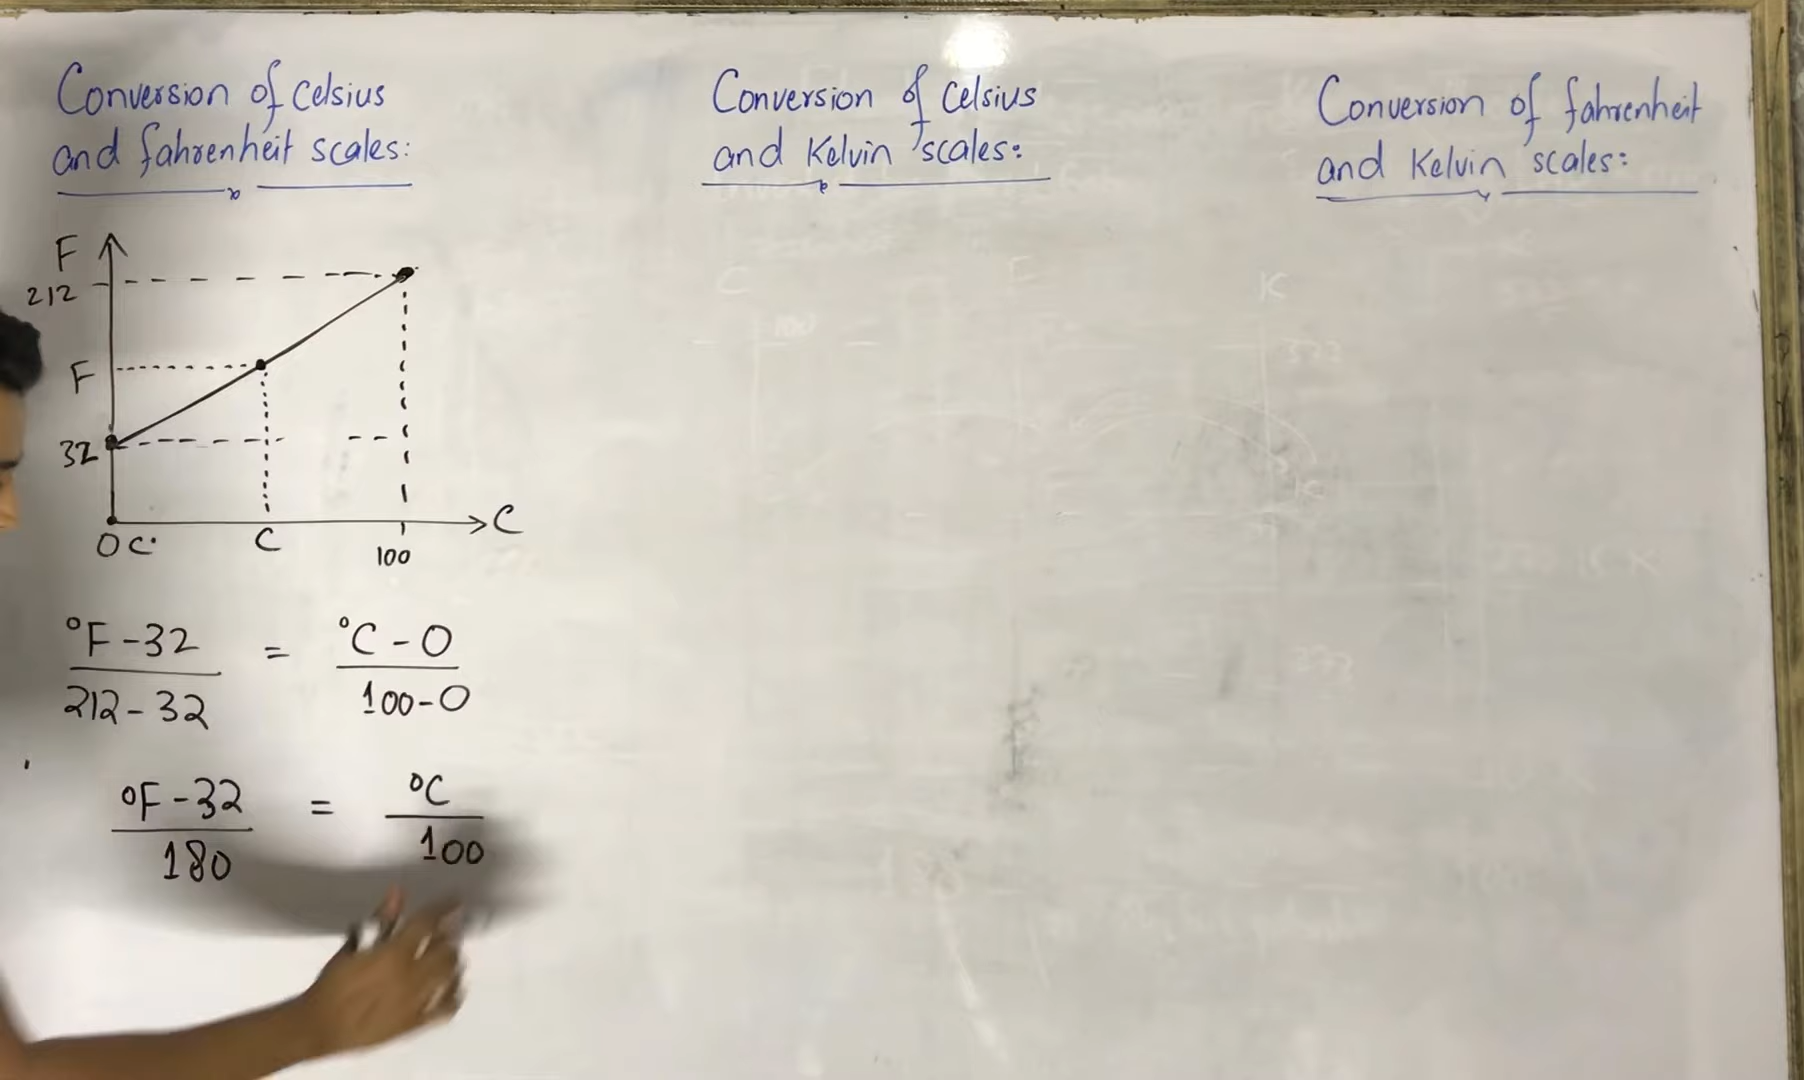 Conversion of Celsius
and fahrenheit scales:
Conversion of Celsius
and Kelvin scales:
Conversion of fahrenheit
and Kelvin scales:
F
212
F
32
0 C°
C
100
C
°F-32 = °C-0
212-32 100-0
°F-32 = °C
180 100